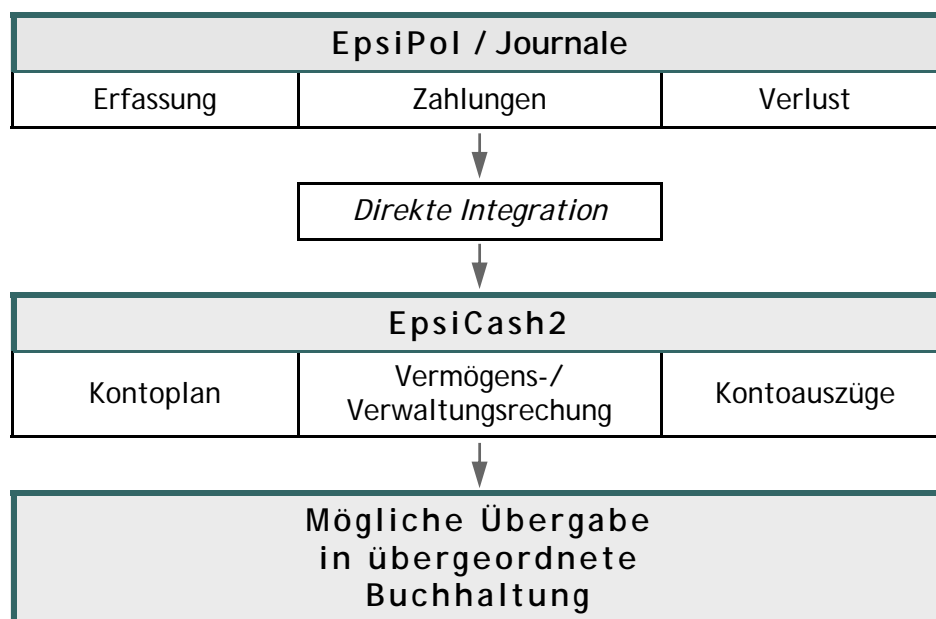 EpsiPol / Journale
Erfassung
Zahlungen
Verlust
Direkte Integration
EpsiCash2
Kontoplan
Vermögens-/
Verwaltungsrechung
Kontoauszüge
Mögliche Übergabe
in übergeordnete
Buchhaltung